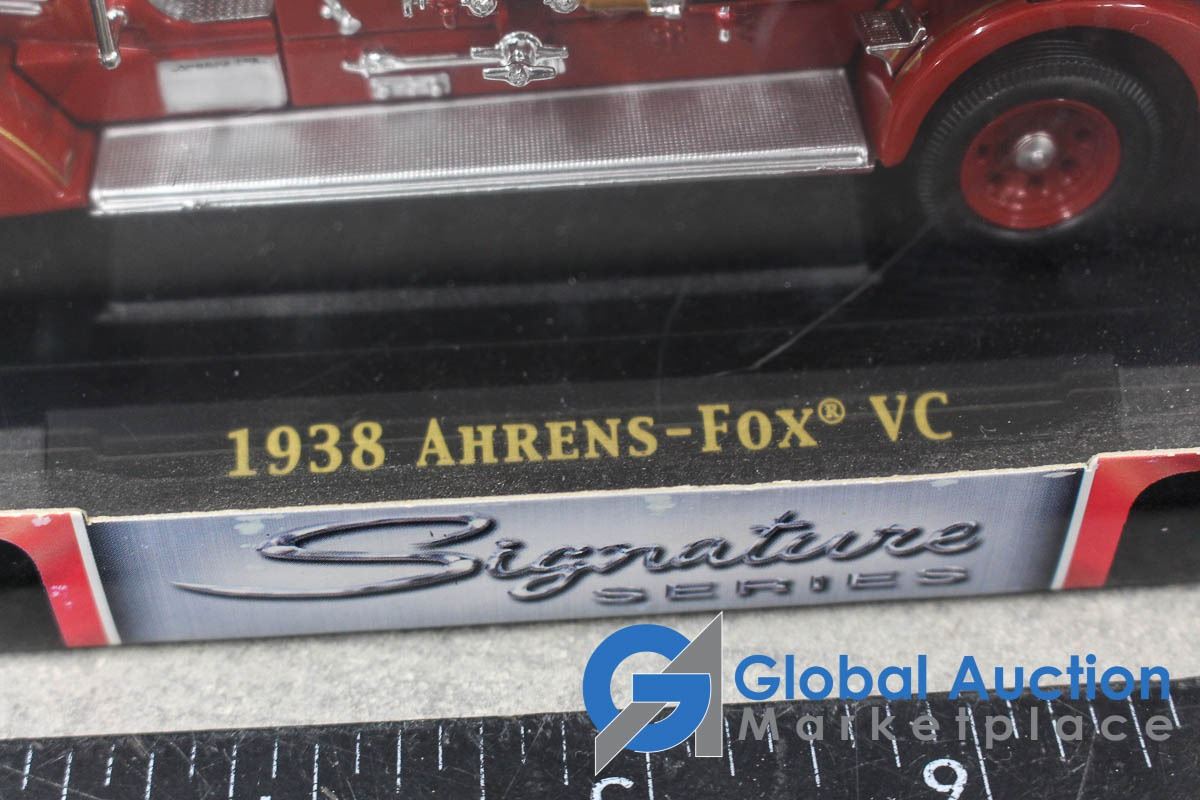 1938 AHRENS-FOX® VC
Signature
SERIES
Global Auction
Marketplace
9